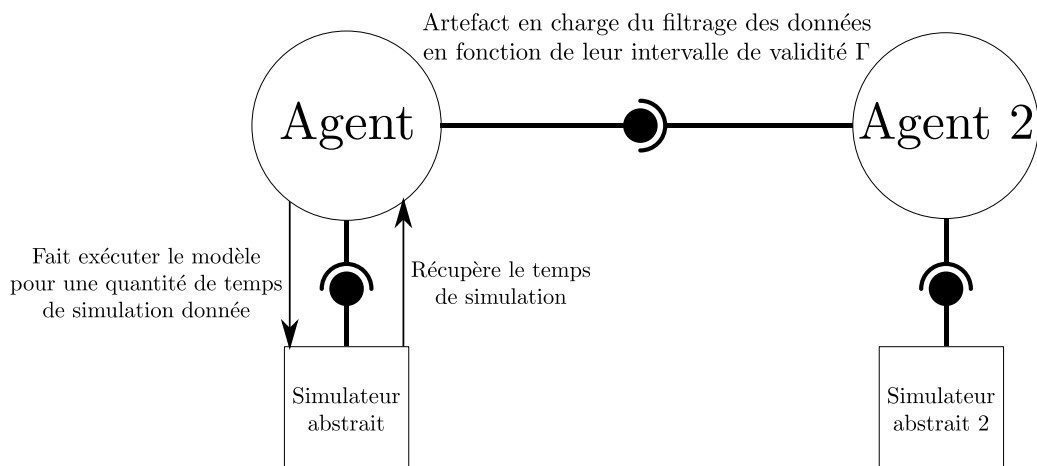 Artefact en charge du filtrage des données
en fonction de leur intervalle de validité Γ
Agent
Agent 2
Fait exécuter le modèle
pour une quantité de temps
de simulation donnée
Récupère le temps
de simulation
Simulateur
abstrait
Simulateur
abstrait 2